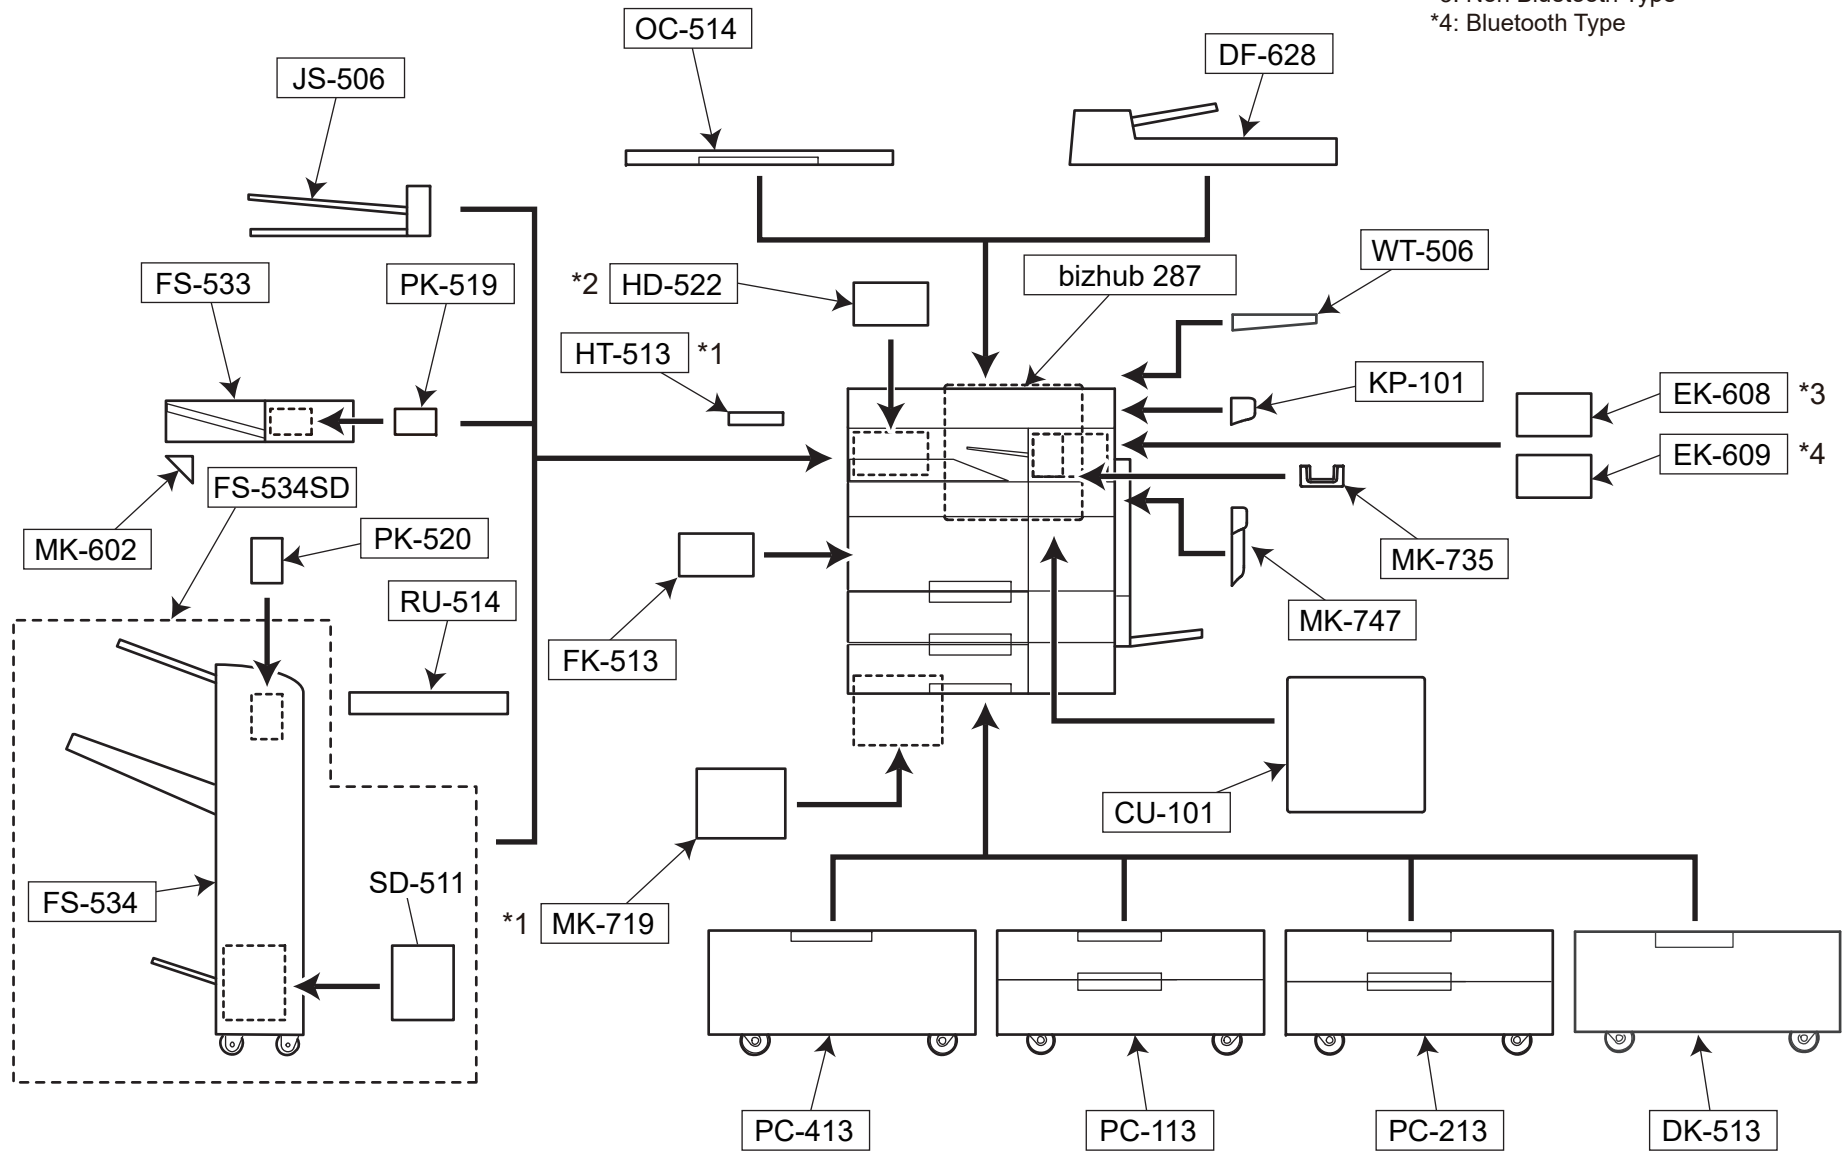 *4: Bluetooth Type
OC-514
DF-628
JS-506
WT-506
FS-533
PK-519
*2 HD-522
bizhub 287
HT-513 *1
KP-101
EK-608 *3
EK-609 *4
FS-534SD
MK-602
PK-520
MK-735
RU-514
MK-747
FK-513
CU-101
FS-534
SD-511
*1 MK-719
PC-413
PC-113
PC-213
DK-513